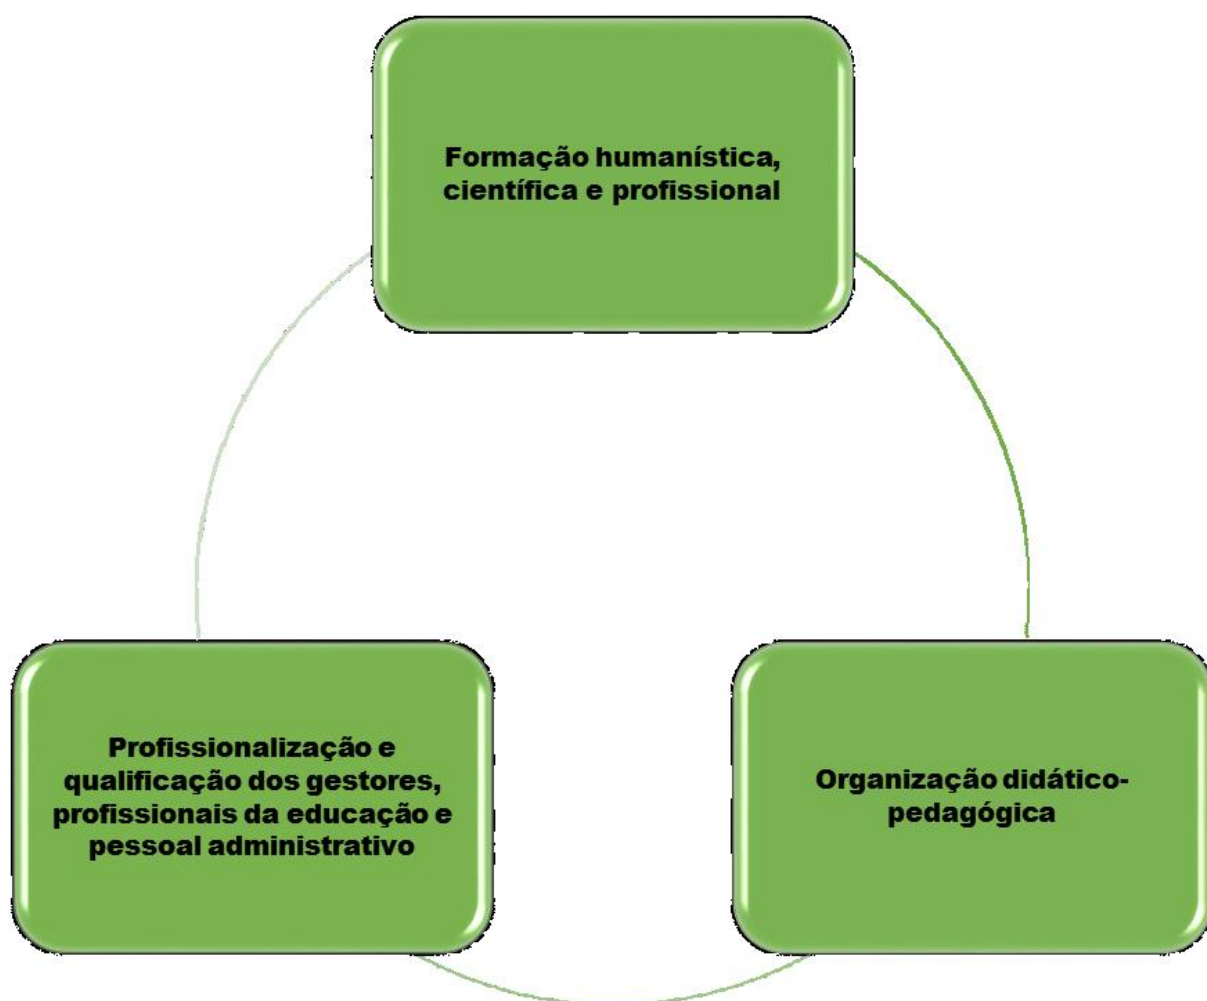 Formação humanística,
científica e profissional
Profissionalização e
qualificação dos gestores,
profissionais da educação e
pessoal administrativo
Organização didático-
pedagógica